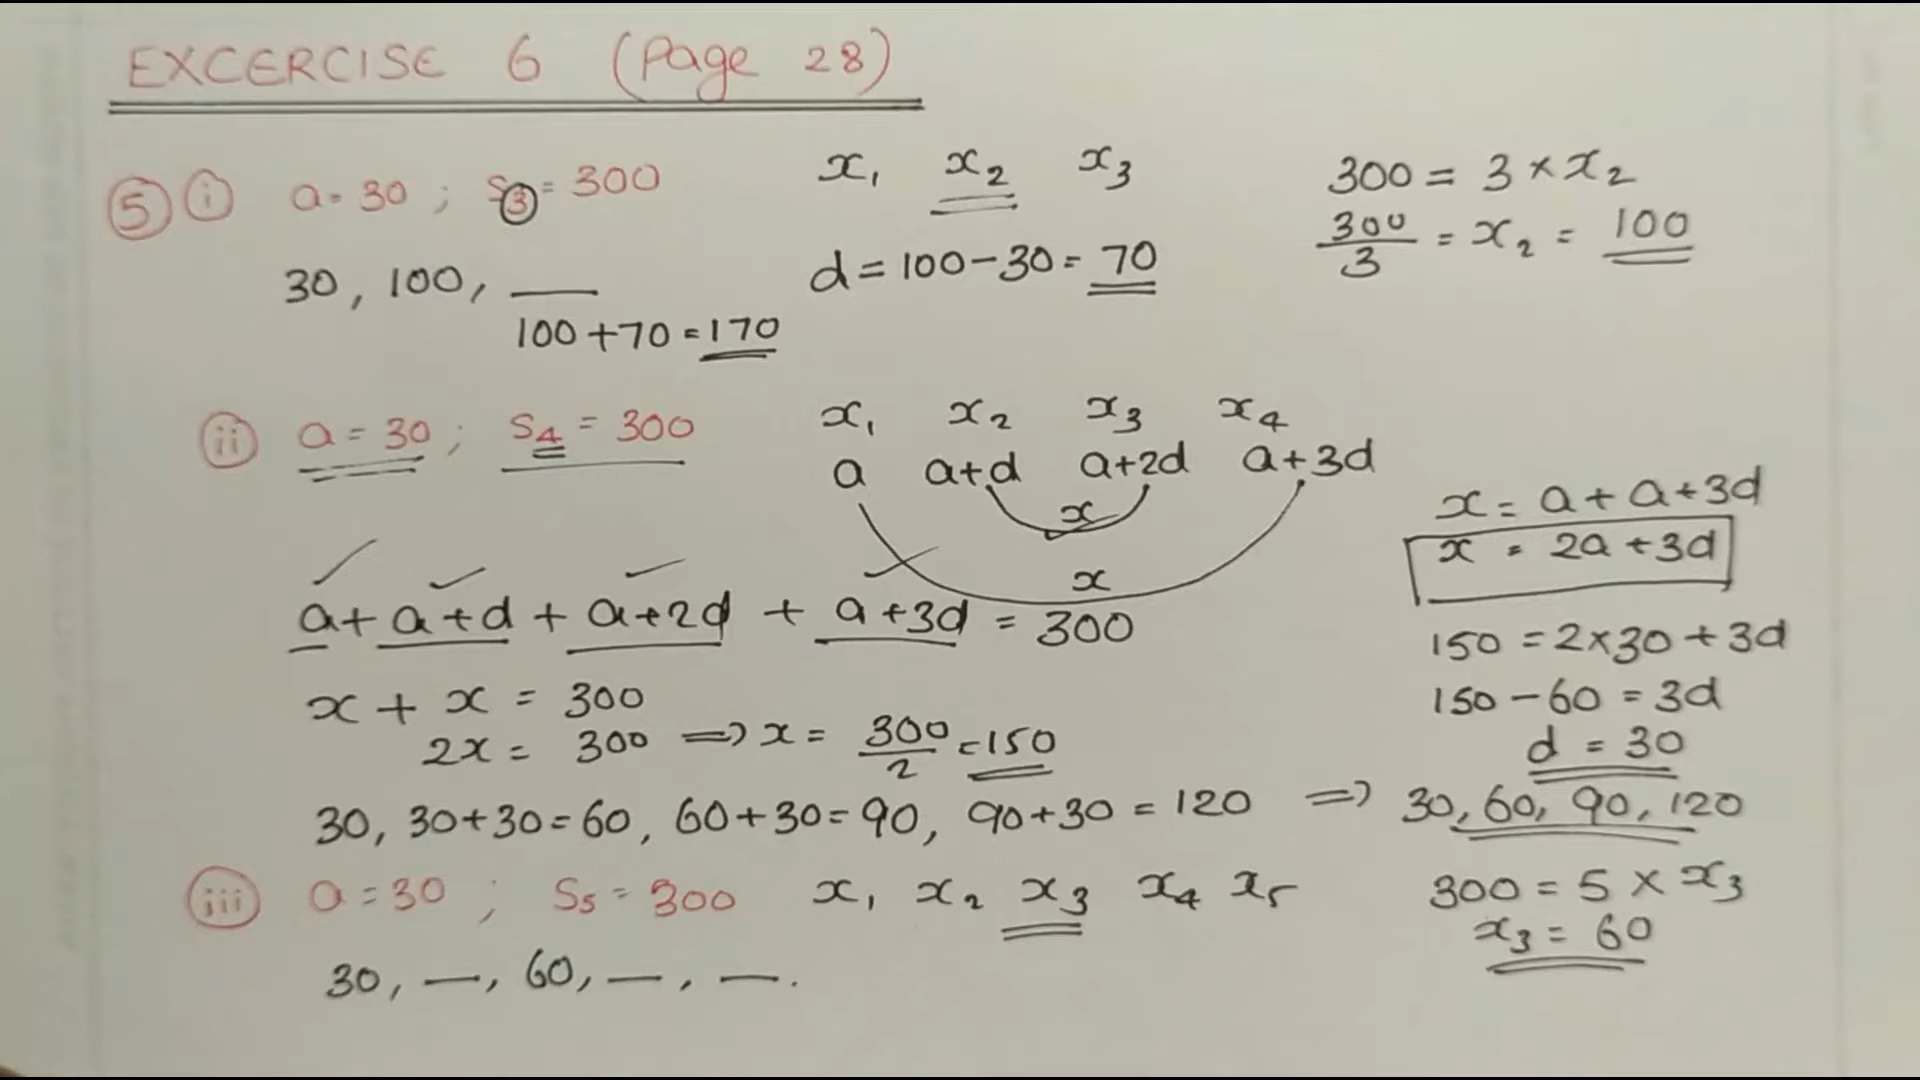 EXCERCISE 6 (Page 28)
⑤ ⓘ a = 30 ; S₃ = 300
x₁ x₂ x₃
300 = 3 × x₂
300/3 = x₂ = 100
30, 100, __
d = 100 - 30 = 70
100 + 70 = 170
ⓘⓘ a = 30 ; S₄ = 300
x₁ x₂ x₃ x₄
a a+d a+2d a+3d
x
x
x = a + a + 3d
x = 2a + 3d
a + a + d + a + 2d + a + 3d = 300
150 = 2×30 + 3d
x + x = 300
150 - 60 = 3d
2x = 300 ⇒ x = 300/2 = 150
d = 30
30, 30+30=60, 60+30=90, 90+30=120 ⇒ 30, 60, 90, 120
ⓘⓘⓘ a = 30 ; S₅ = 300 x₁ x₂ x₃ x₄ x₅
300 = 5 × x₃
x₃ = 60
30, __, 60, __, __.